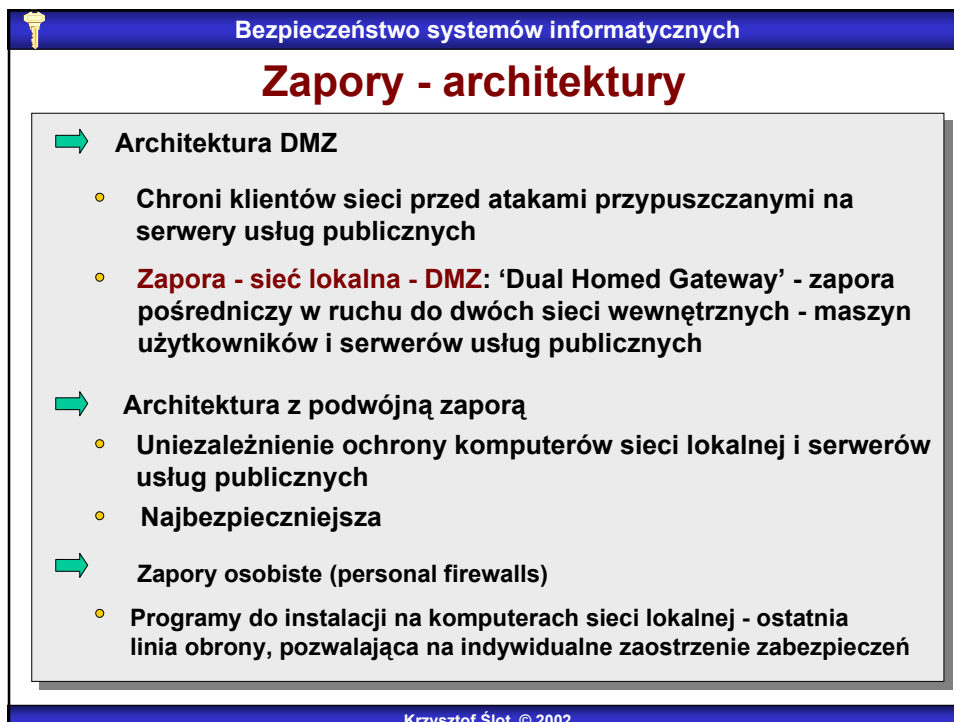 Bezpieczeństwo systemów informatycznych
Zapory - architektury
Architektura DMZ
Chroni klientów sieci przed atakami przypuszczanymi na
serwery usług publicznych
Zapora - sieć lokalna - DMZ: ‘Dual Homed Gateway’ - zapora
pośredniczy w ruchu do dwóch sieci wewnętrznych - maszyn
użytkowników i serwerów usług publicznych
Architektura z podwójną zaporą
Uniezależnienie ochrony komputerów sieci lokalnej i serwerów
usług publicznych
Najbezpieczniejsza
Zapory osobiste (personal firewalls)
Programy do instalacji na komputerach sieci lokalnej - ostatnia
linia obrony, pozwalająca na indywidualne zaostrzenie zabezpieczeń
Krzysztof Ślot, © 2002